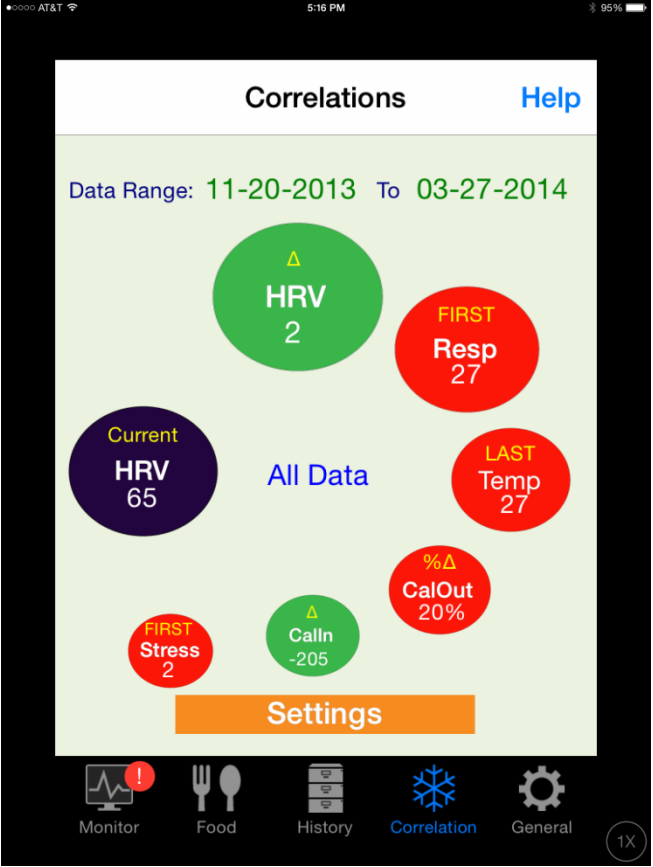 AT&T 5:16 PM 95%
Correlations Help
Data Range: 11-20-2013 To 03-27-2014
Δ
HRV
2
FIRST
Resp
27
Current
HRV
65
All Data
LAST
Temp
27
%Δ
CalOut
20%
Δ
CalIn
-205
FIRST
Stress
2
Settings
!
Monitor Food History Correlation General
1X